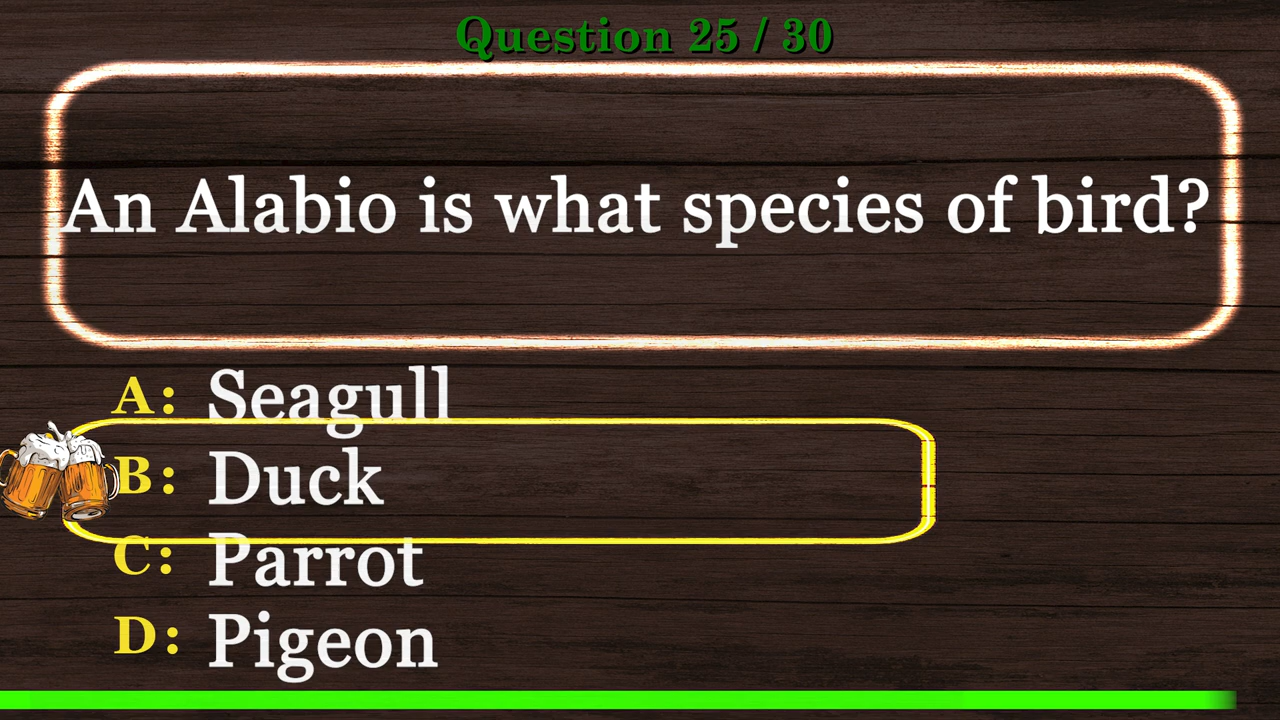 Question 25 / 30
An Alabio is what species of bird?
A: Seagull
B: Duck
C: Parrot
D: Pigeon